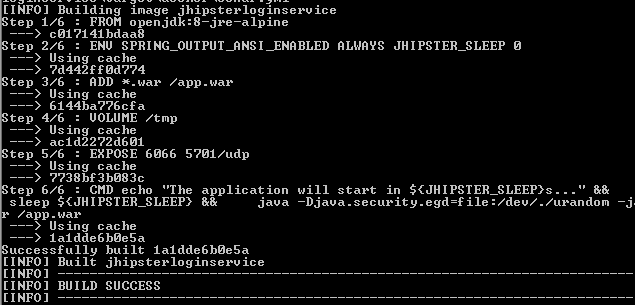 [INFO] Building image jhipsterloginservice
Step 1/6 : FROM openjdk:8-jre-alpine
---> c017141bdaa8
Step 2/6 : ENV SPRING_OUTPUT_ANSI_ENABLED ALWAYS JHIPSTER_SLEEP 0
---> Using cache
---> 7d442ff0d774
Step 3/6 : ADD *.war /app.war
---> Using cache
---> 6144ba776cfa
Step 4/6 : VOLUME /tmp
---> Using cache
---> ac1d2272d601
Step 5/6 : EXPOSE 6066 5701/udp
---> Using cache
---> 7738bf3b083c
Step 6/6 : CMD echo "The application will start in ${JHIPSTER_SLEEP}s..." &&
sleep ${JHIPSTER_SLEEP} &&     java -Djava.security.egd=file:/dev/./urandom -ja
r /app.war
---> Using cache
---> 1a1dde6b0e5a
Successfully built 1a1dde6b0e5a
[INFO] Built jhipsterloginservice
[INFO] ------------------------------------------------------------------------
[INFO] BUILD SUCCESS
[INFO] ------------------------------------------------------------------------